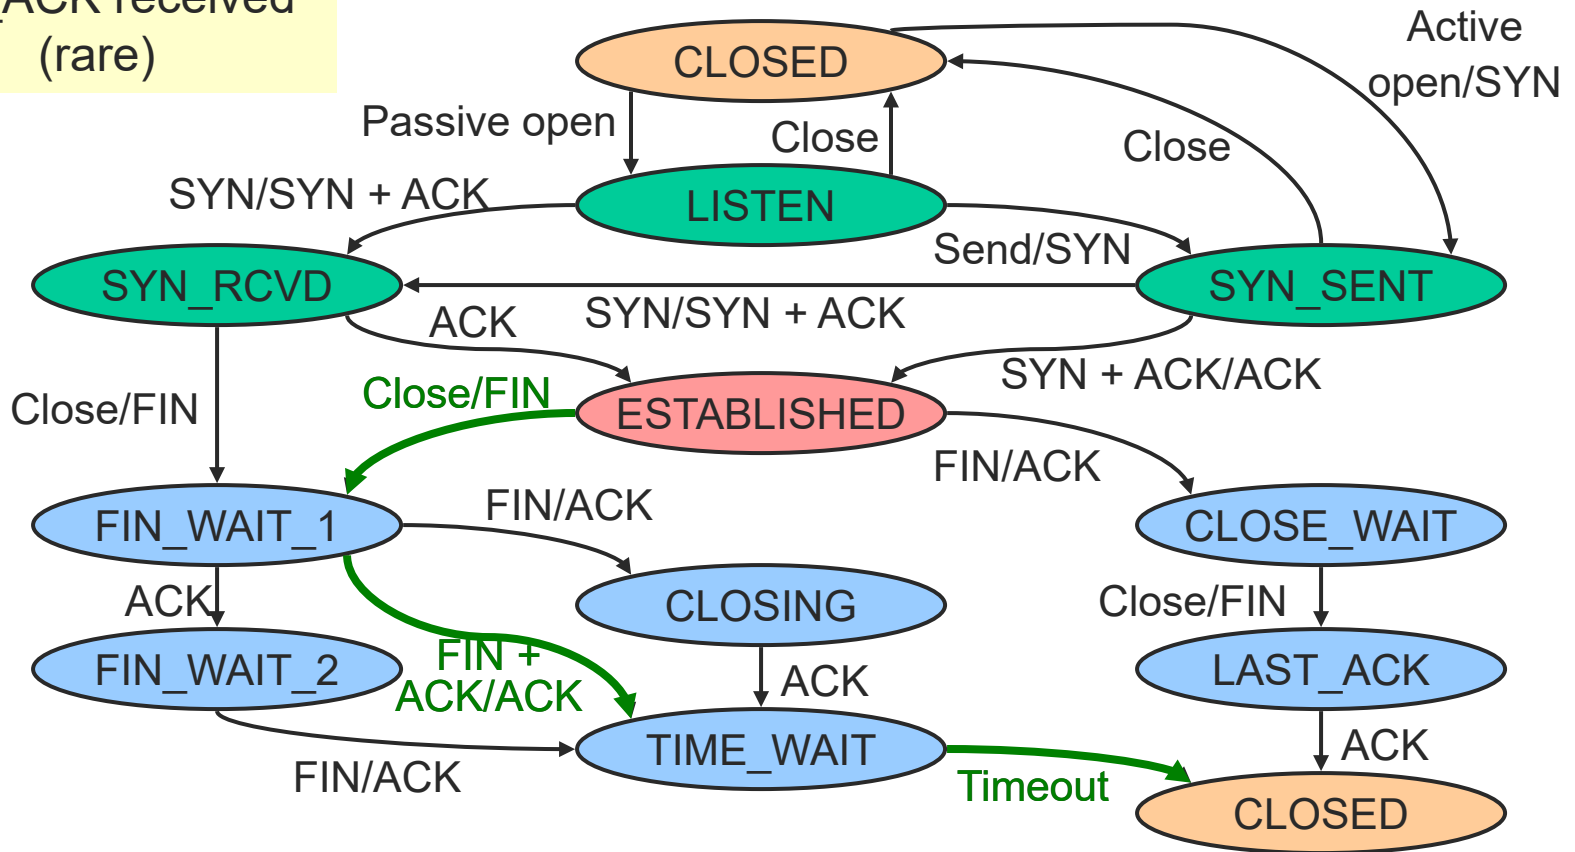 _ACK received
(rare)
Active
open/SYN
CLOSED
Passive open
Close
Close
SYN/SYN + ACK
LISTEN
Send/SYN
SYN_RCVD
SYN_SENT
ACK
SYN/SYN + ACK
SYN + ACK/ACK
Close/FIN
Close/FIN
ESTABLISHED
FIN/ACK
FIN/ACK
FIN_WAIT_1
CLOSE_WAIT
ACK
CLOSING
Close/FIN
FIN_WAIT_2
FIN +
ACK/ACK
ACK
LAST_ACK
TIME_WAIT
ACK
FIN/ACK
Timeout
CLOSED